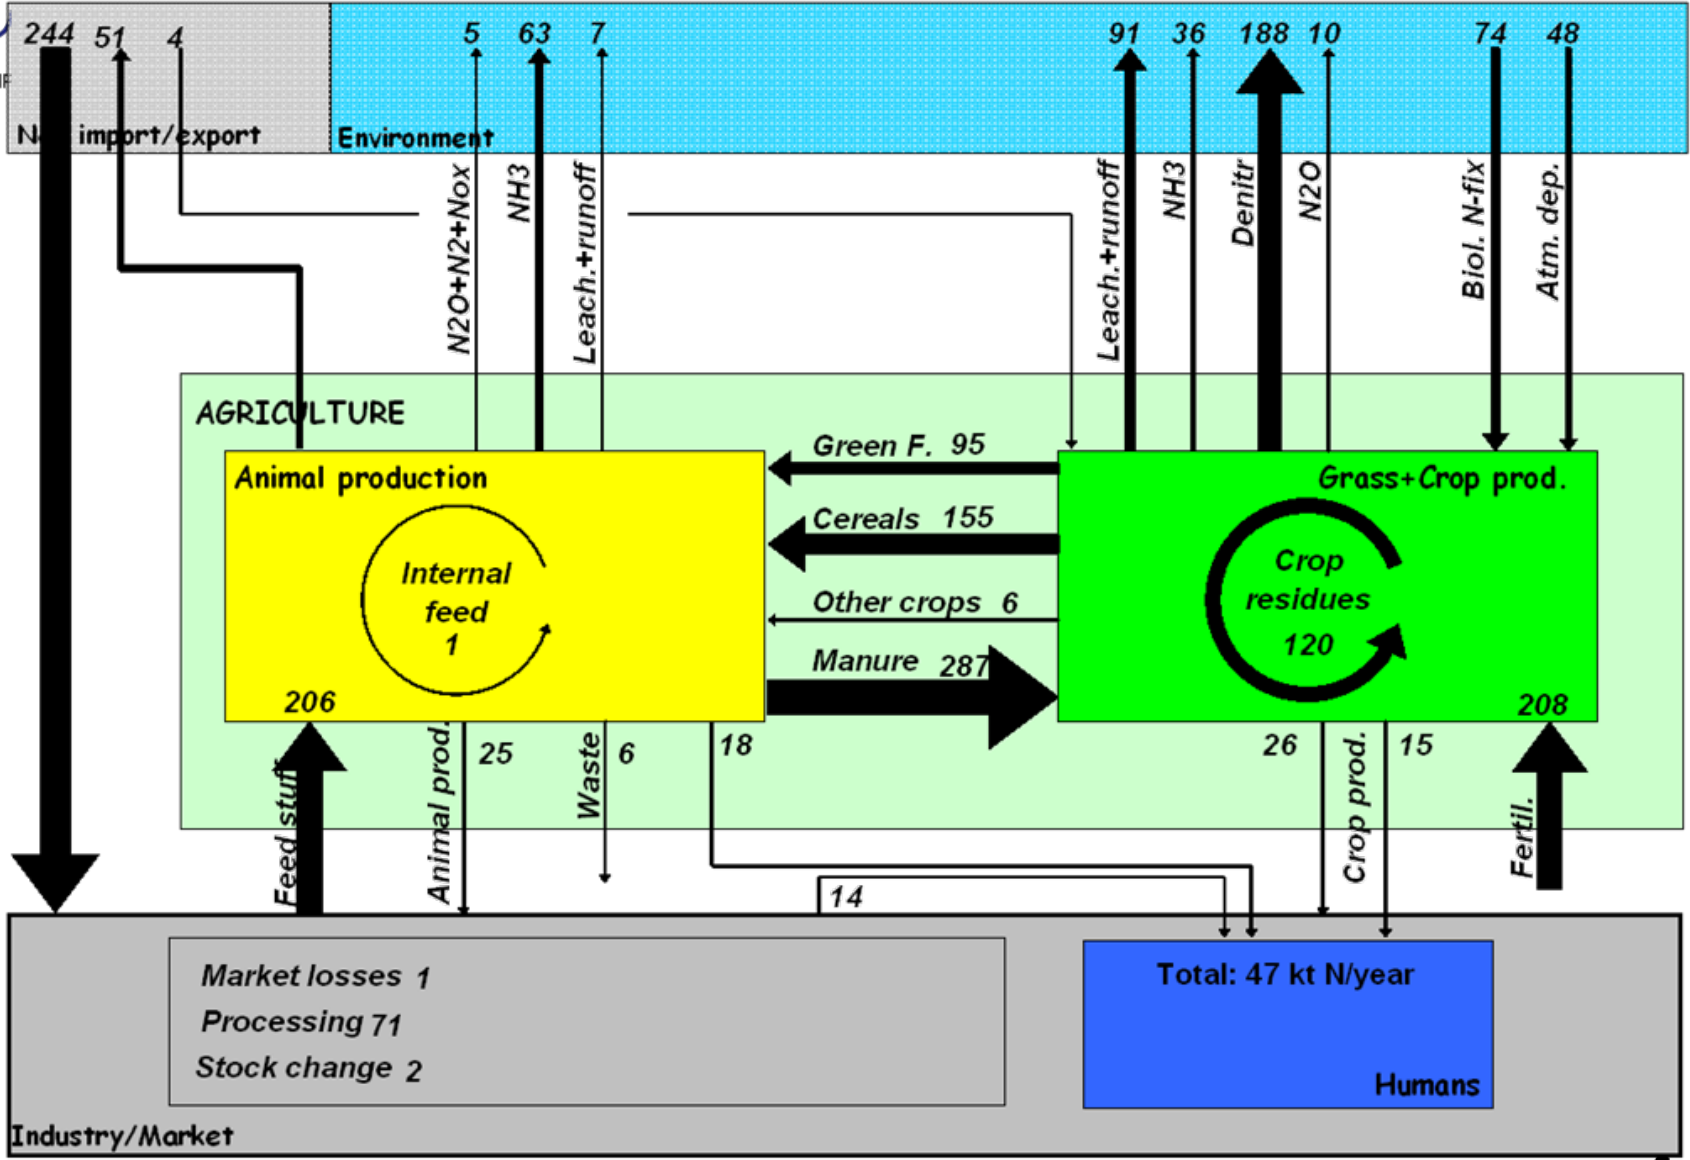 244 51 4 5 63 7 91 36 188 10 74 48
import/export
Environment
N2O+N2+Nox
NH3
Leach.+runoff
Leach.+runoff
NH3
Denitr
N2O
Biol. N-fix
Atm. dep.
AGRICULTURE
Animal production
Internal
feed
1
206
Green F. 95
Cereals 155
Other crops 6
Manure 287
Grass+Crop prod.
Crop
residues
120
208
Feed stuff
Animal prod.
25
Waste
6
18
14
26
Crop prod.
15
Fertil.
Market losses 1
Processing 71
Stock change 2
Industry/Market
Total: 47 kt N/year
Humans